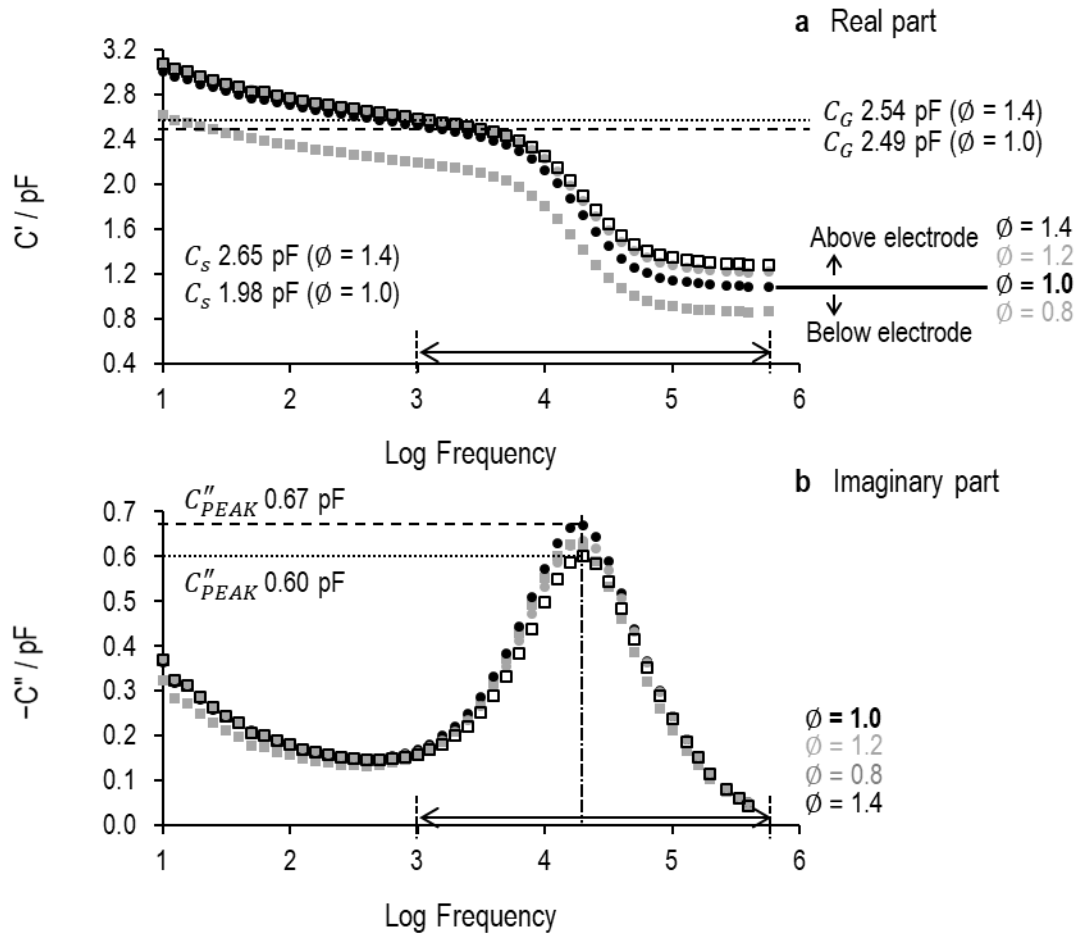 a Real part
3.2
2.8
2.4
2.0
1.6
1.2
0.8
0.4
C' / pF
C_G 2.54 pF (Ø = 1.4)
C_G 2.49 pF (Ø = 1.0)
C_s 2.65 pF (Ø = 1.4)
C_s 1.98 pF (Ø = 1.0)
Above electrode
Below electrode
Ø = 1.4
Ø = 1.2
Ø = 1.0
Ø = 0.8
1 2 3 4 5 6
Log Frequency
b Imaginary part
C''_PEAK 0.67 pF
C''_PEAK 0.60 pF
0.7
0.6
0.5
0.4
0.3
0.2
0.1
0.0
−C" / pF
Ø = 1.0
Ø = 1.2
Ø = 0.8
Ø = 1.4
1 2 3 4 5 6
Log Frequency